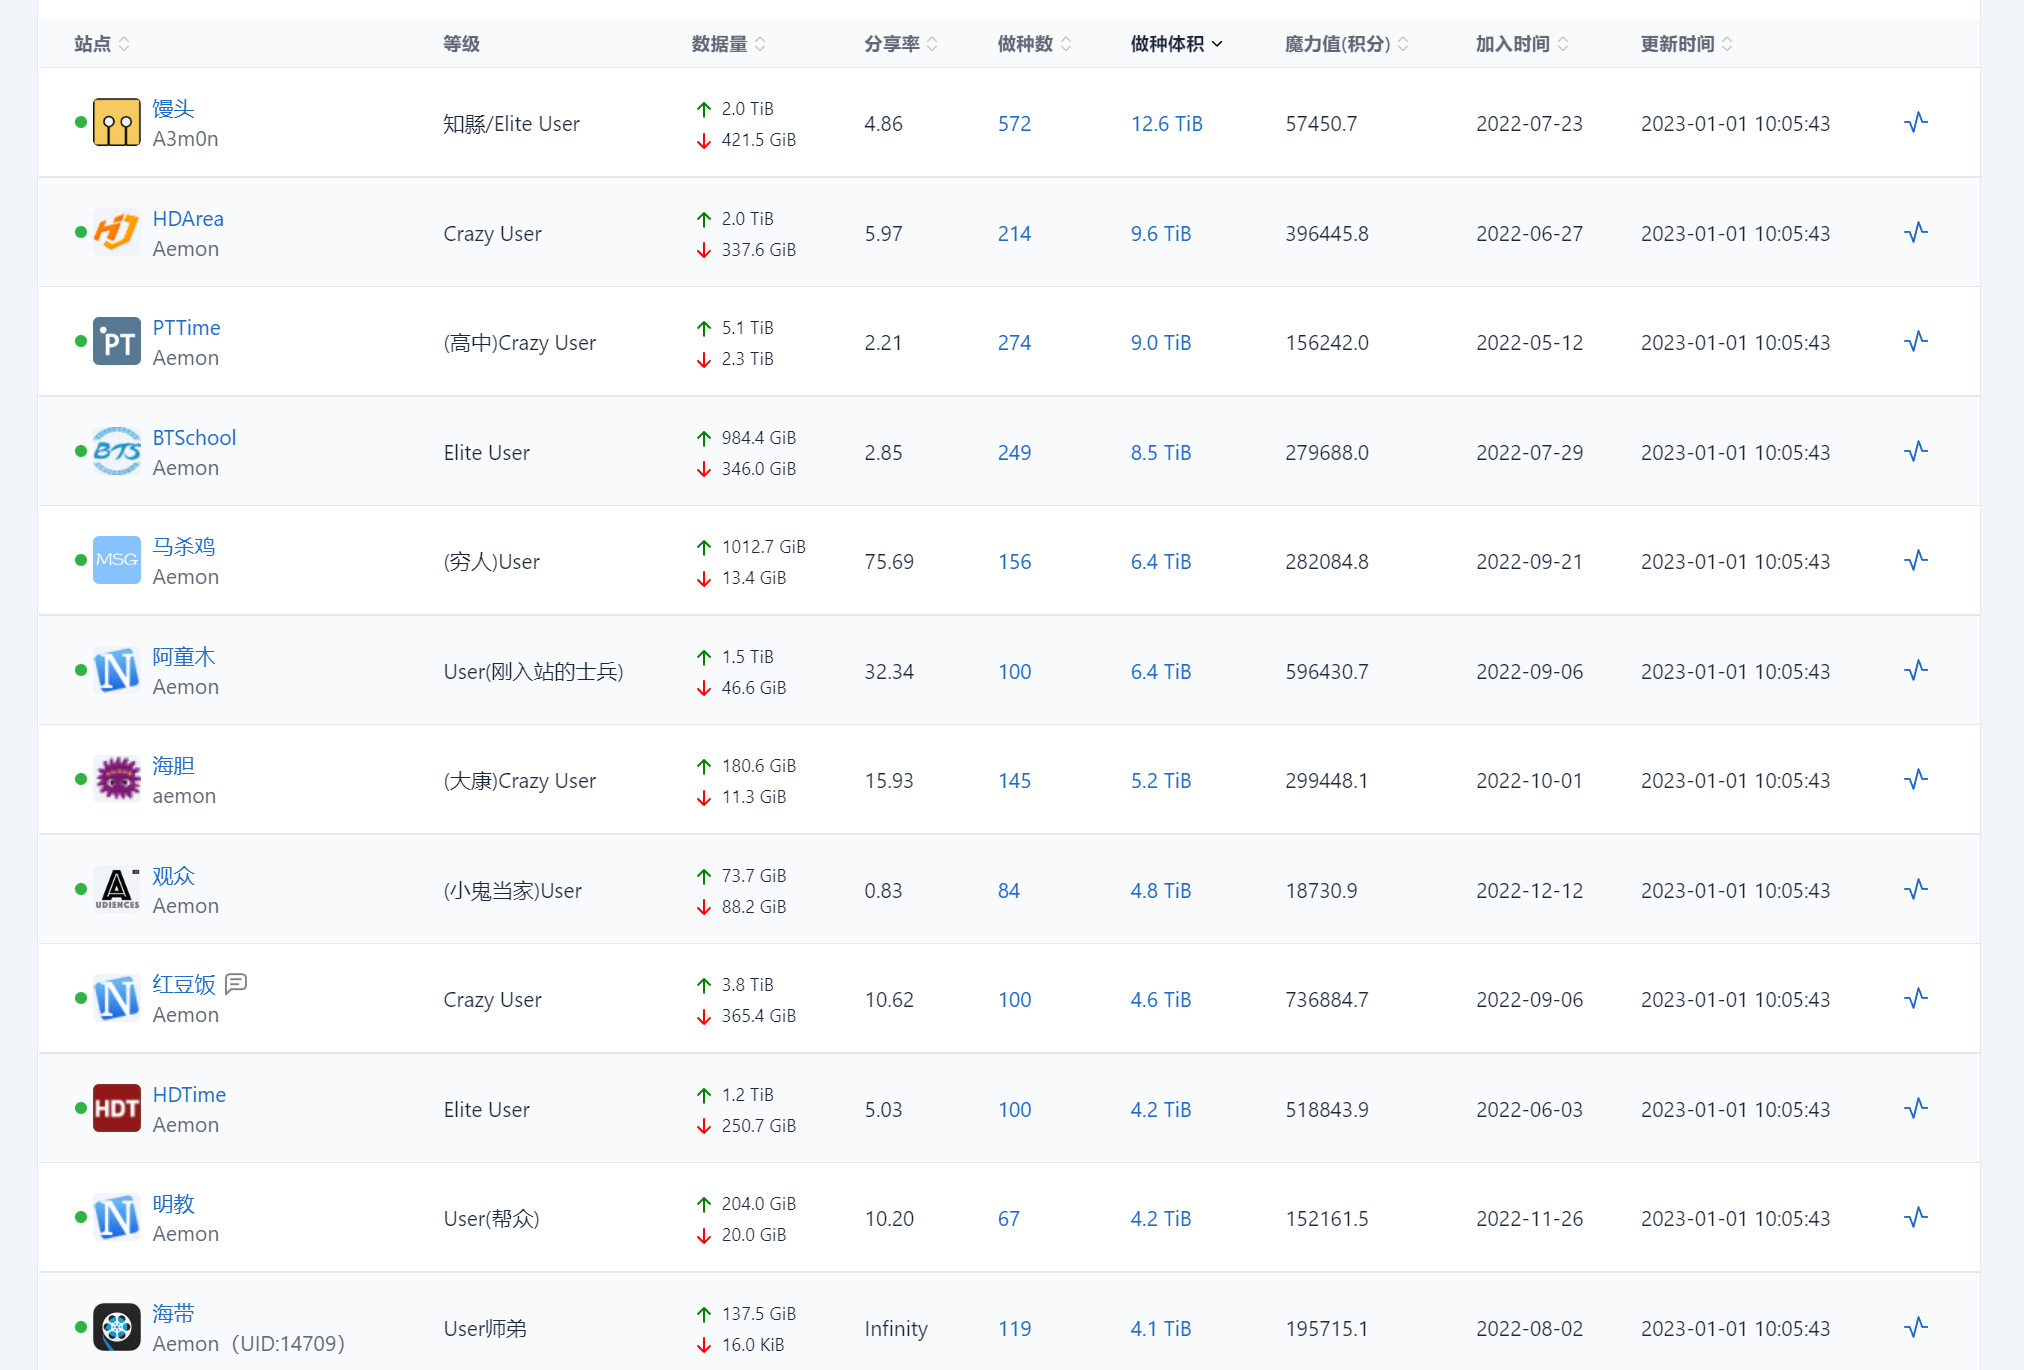 站点 等级 数据量 分享率 做种数 做种体积 魔力值(积分) 加入时间 更新时间
馒头
A3m0n
知縣/Elite User
2.0 TiB
421.5 GiB
4.86 572 12.6 TiB 57450.7 2022-07-23 2023-01-01 10:05:43
HDArea
Aemon
Crazy User
2.0 TiB
337.6 GiB
5.97 214 9.6 TiB 396445.8 2022-06-27 2023-01-01 10:05:43
PT
PTTime
Aemon
(高中)Crazy User
5.1 TiB
2.3 TiB
2.21 274 9.0 TiB 156242.0 2022-05-12 2023-01-01 10:05:43
BTS
BTSchool
Aemon
Elite User
984.4 GiB
346.0 GiB
2.85 249 8.5 TiB 279688.0 2022-07-29 2023-01-01 10:05:43
MSG
马杀鸡
Aemon
(穷人)User
1012.7 GiB
13.4 GiB
75.69 156 6.4 TiB 282084.8 2022-09-21 2023-01-01 10:05:43
N
阿童木
Aemon
User(刚入站的士兵)
1.5 TiB
46.6 GiB
32.34 100 6.4 TiB 596430.7 2022-09-06 2023-01-01 10:05:43
海胆
aemon
(大康)Crazy User
180.6 GiB
11.3 GiB
15.93 145 5.2 TiB 299448.1 2022-10-01 2023-01-01 10:05:43
A
UDIENCES
观众
Aemon
(小鬼当家)User
73.7 GiB
88.2 GiB
0.83 84 4.8 TiB 18730.9 2022-12-12 2023-01-01 10:05:43
N
红豆饭
Aemon
Crazy User
3.8 TiB
365.4 GiB
10.62 100 4.6 TiB 736884.7 2022-09-06 2023-01-01 10:05:43
HDT
HDTime
Aemon
Elite User
1.2 TiB
250.7 GiB
5.03 100 4.2 TiB 518843.9 2022-06-03 2023-01-01 10:05:43
N
明教
Aemon
User(帮众)
204.0 GiB
20.0 GiB
10.20 67 4.2 TiB 152161.5 2022-11-26 2023-01-01 10:05:43
海带
Aemon（UID:14709）
User师弟
137.5 GiB
16.0 KiB
Infinity 119 4.1 TiB 195715.1 2022-08-02 2023-01-01 10:05:43